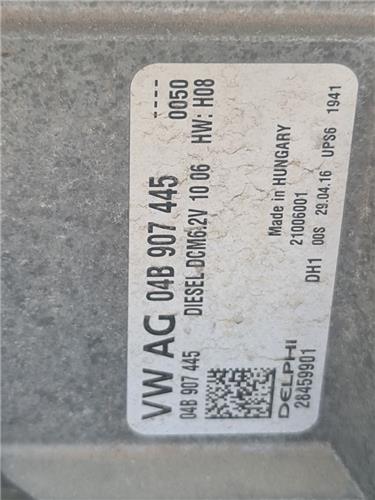 VW AG 04B 907 445 ----
04B 907 445 DIESEL DCM6.2V 10 06 0050
HW: H08
DELPHI
28459901
Made in HUNGARY
21006001
DH1 00S 29.04.16 UPS6 1941